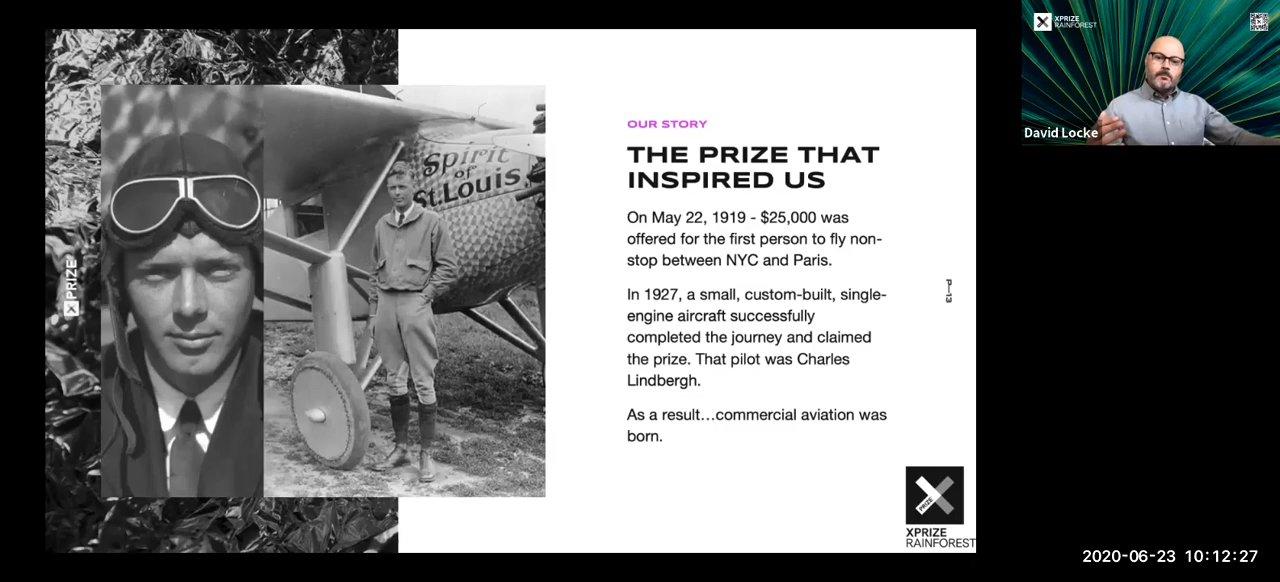 XPRIZE
Spirit
of
St. Louis.
OUR STORY
THE PRIZE THAT
INSPIRED US
On May 22, 1919 - $25,000 was
offered for the first person to fly non-
stop between NYC and Paris.
In 1927, a small, custom-built, single-
engine aircraft successfully
completed the journey and claimed
the prize. That pilot was Charles
Lindbergh.
As a result…commercial aviation was
born.
P—13
PRIZE
XPRIZE
RAINFOREST
XPRIZE
RAINFOREST
David Locke
2020-06-23 10:12:27